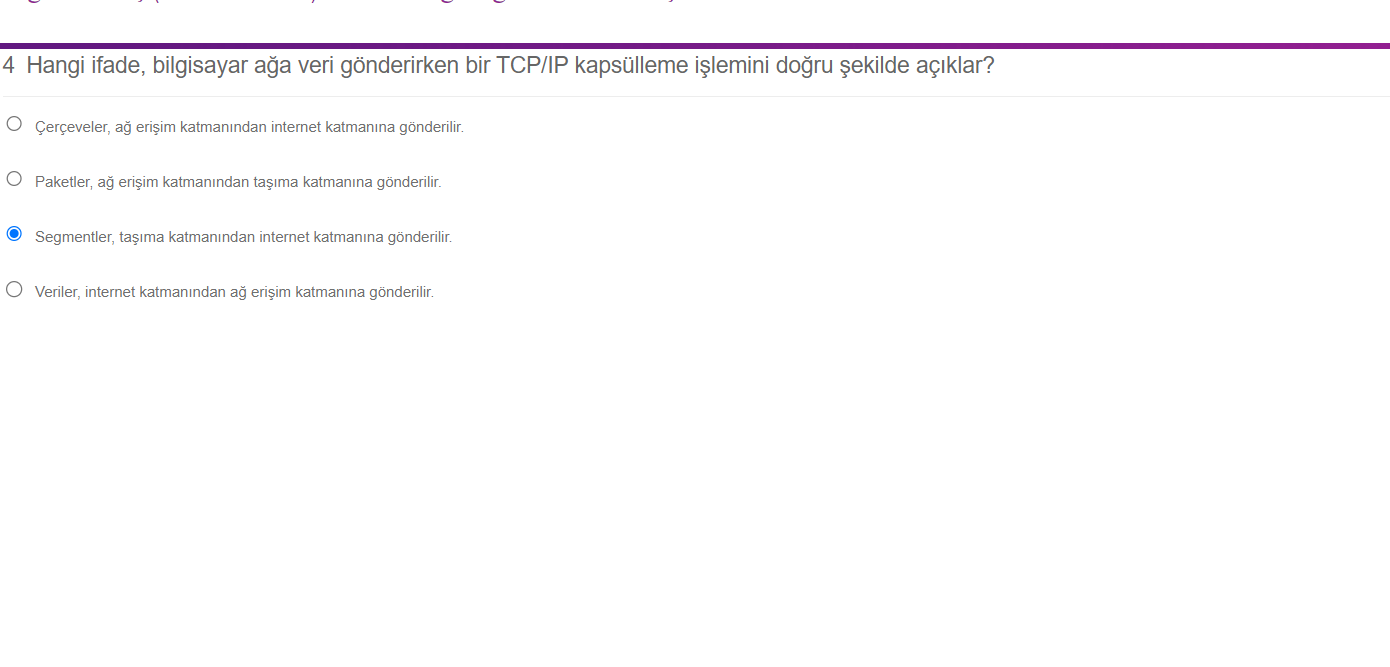 4 Hangi ifade, bilgisayar ağa veri gönderirken bir TCP/IP kapsülleme işlemini doğru şekilde açıklar?
Çerçeveler, ağ erişim katmanından internet katmanına gönderilir.
Paketler, ağ erişim katmanından taşıma katmanına gönderilir.
Segmentler, taşıma katmanından internet katmanına gönderilir.
Veriler, internet katmanından ağ erişim katmanına gönderilir.